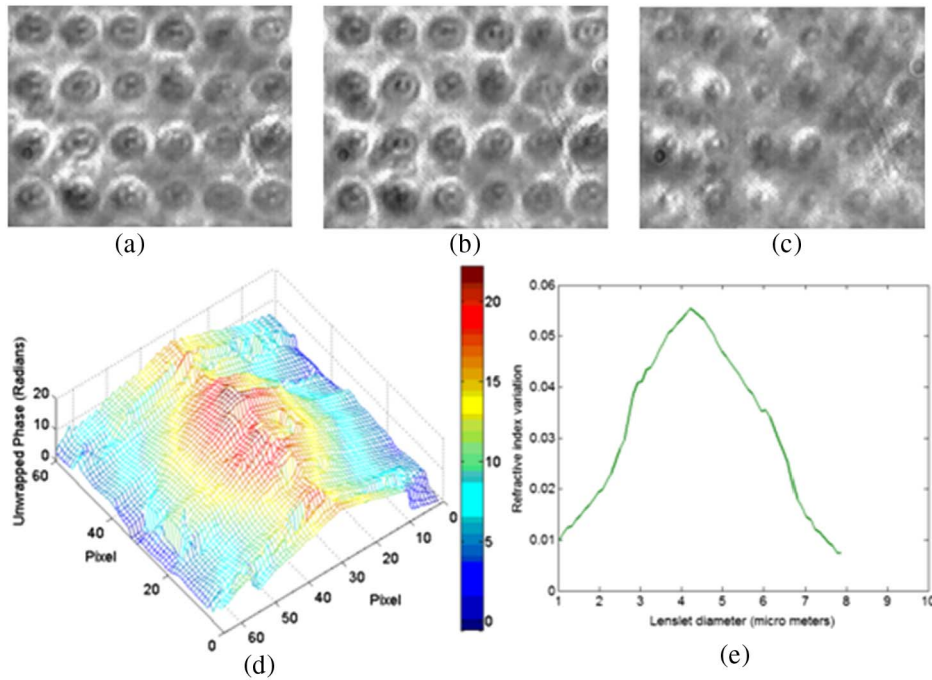 (a)
(b)
(c)
Unwrapped Phase (Radians)
20
10
0
60
40
20
0
Pixel
60
50
40
30
20
10
0
Pixel
20
15
10
5
0
(d)
Refractive index variation
0.06
0.05
0.04
0.03
0.02
0.01
0
1 2 3 4 5 6 7 8 9 10
Lenslet diameter (micro meters)
(e)